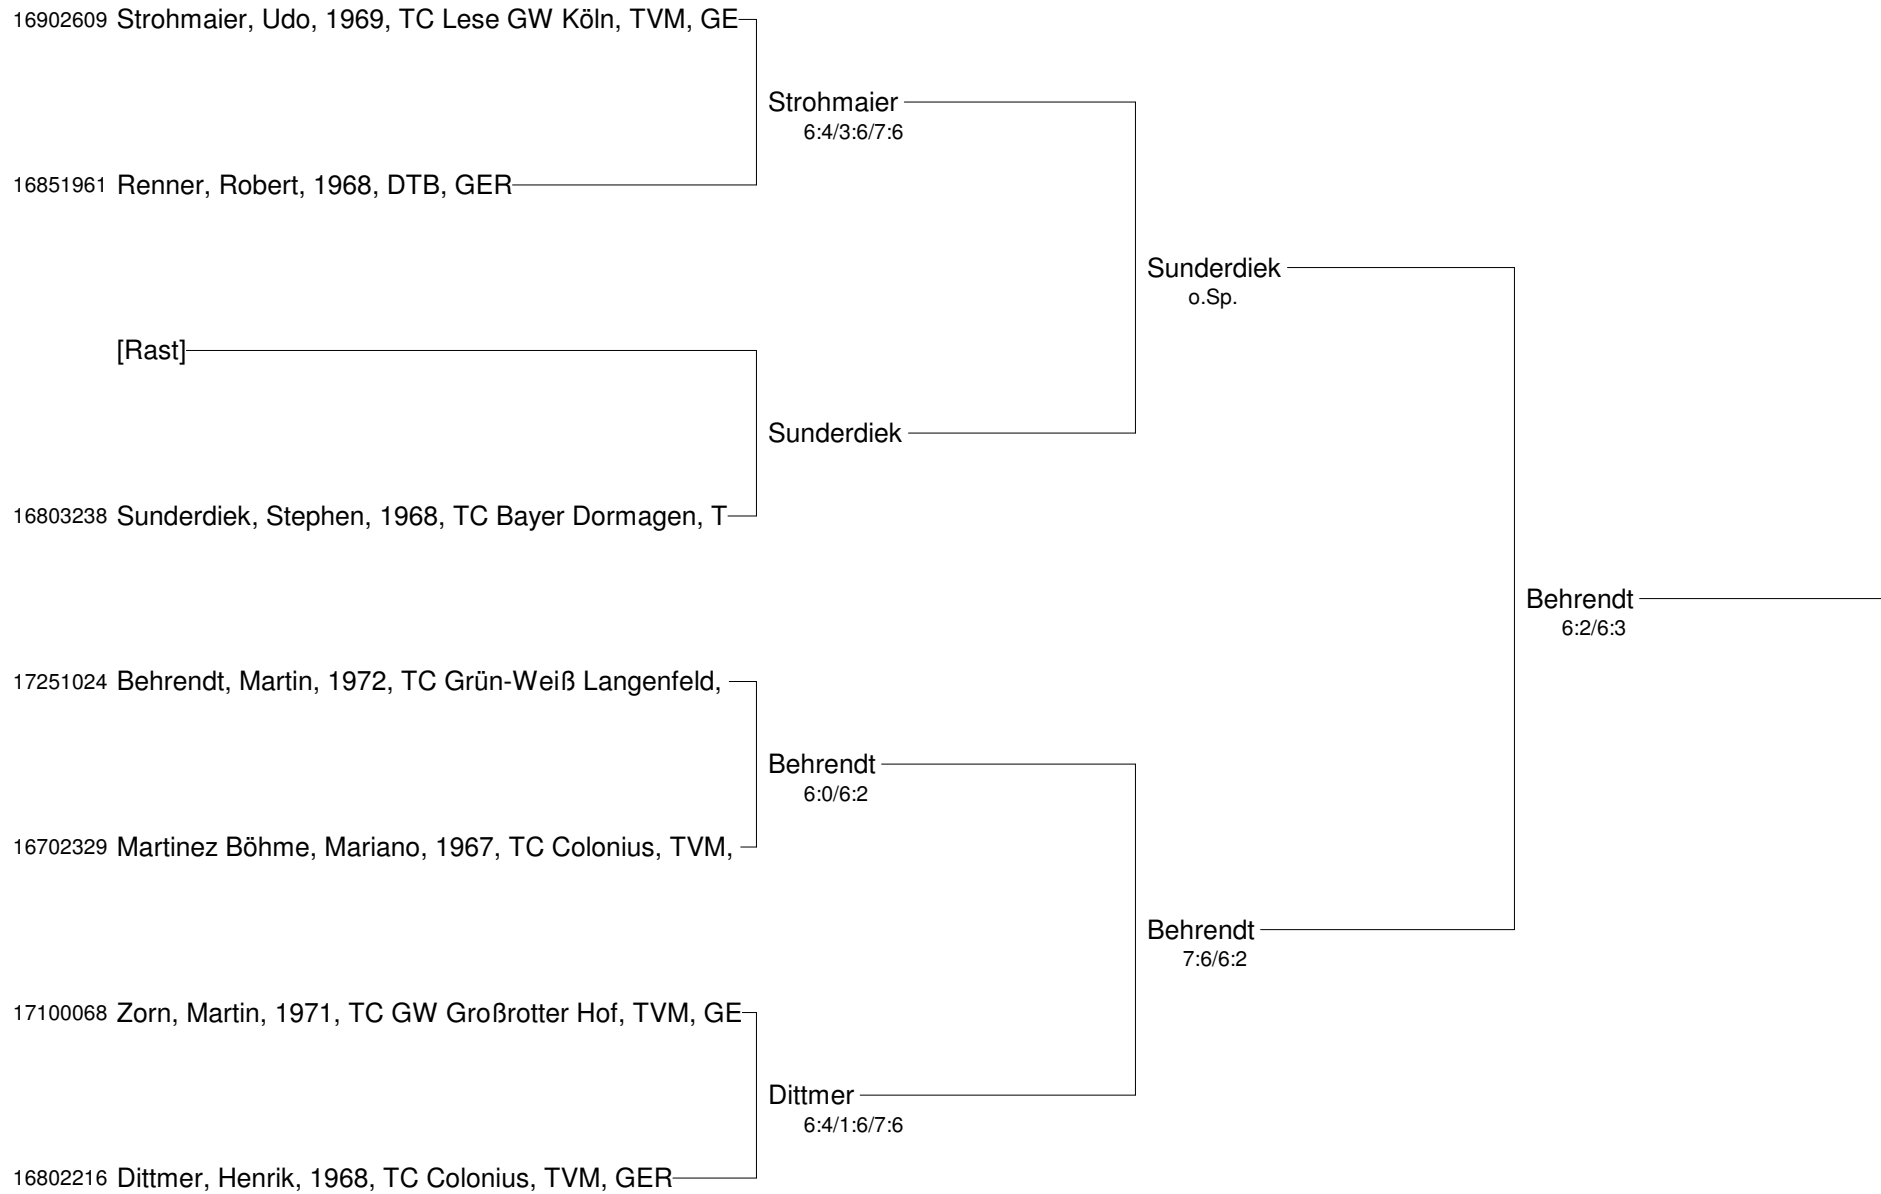 16902609 Strohmaier, Udo, 1969, TC Lese GW Köln, TVM, GE
Strohmaier
6:4/3:6/7:6
16851961 Renner, Robert, 1968, DTB, GER
Sunderdiek
o.Sp.
[Rast]
Sunderdiek
16803238 Sunderdiek, Stephen, 1968, TC Bayer Dormagen, T
Behrendt
6:2/6:3
17251024 Behrendt, Martin, 1972, TC Grün-Weiß Langenfeld,
Behrendt
6:0/6:2
16702329 Martinez Böhme, Mariano, 1967, TC Colonius, TVM,
Behrendt
7:6/6:2
17100068 Zorn, Martin, 1971, TC GW Großrotter Hof, TVM, GE
Dittmer
6:4/1:6/7:6
16802216 Dittmer, Henrik, 1968, TC Colonius, TVM, GER